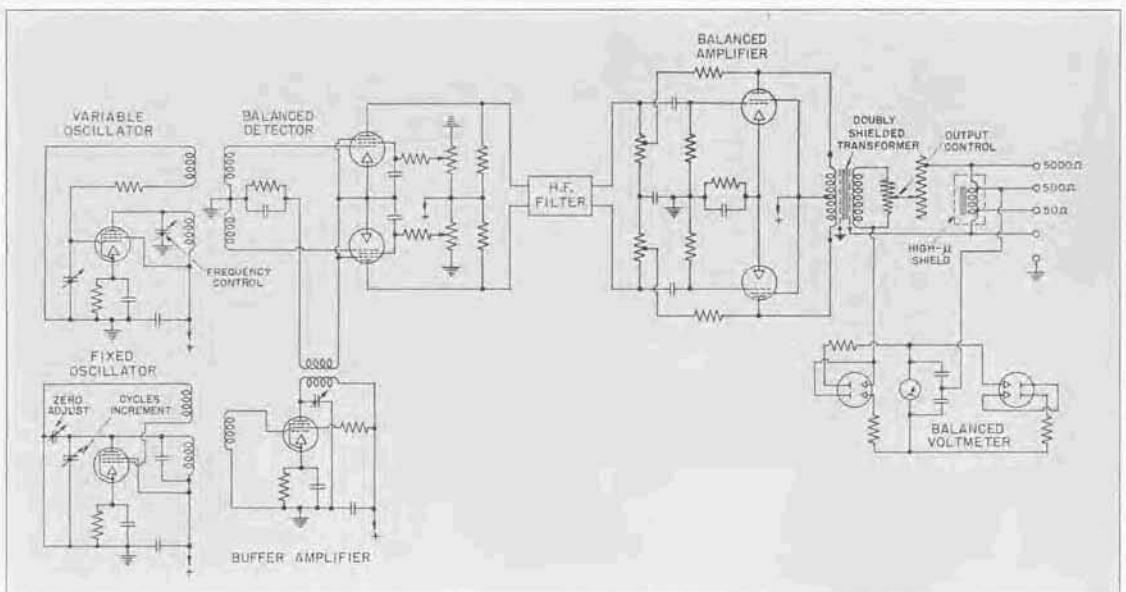 VARIABLE
OSCILLATOR
FREQUENCY
CONTROL
FIXED
OSCILLATOR
ZERO
ADJUST
CYCLES
INCREMENT
BALANCED
DETECTOR
BUFFER AMPLIFIER
H.F.
FILTER
BALANCED
AMPLIFIER
DOUBLY
SHIELDED
TRANSFORMER
OUTPUT
CONTROL
5000Ω
500Ω
50Ω
HIGH-μ
SHIELD
BALANCED
VOLTMETER